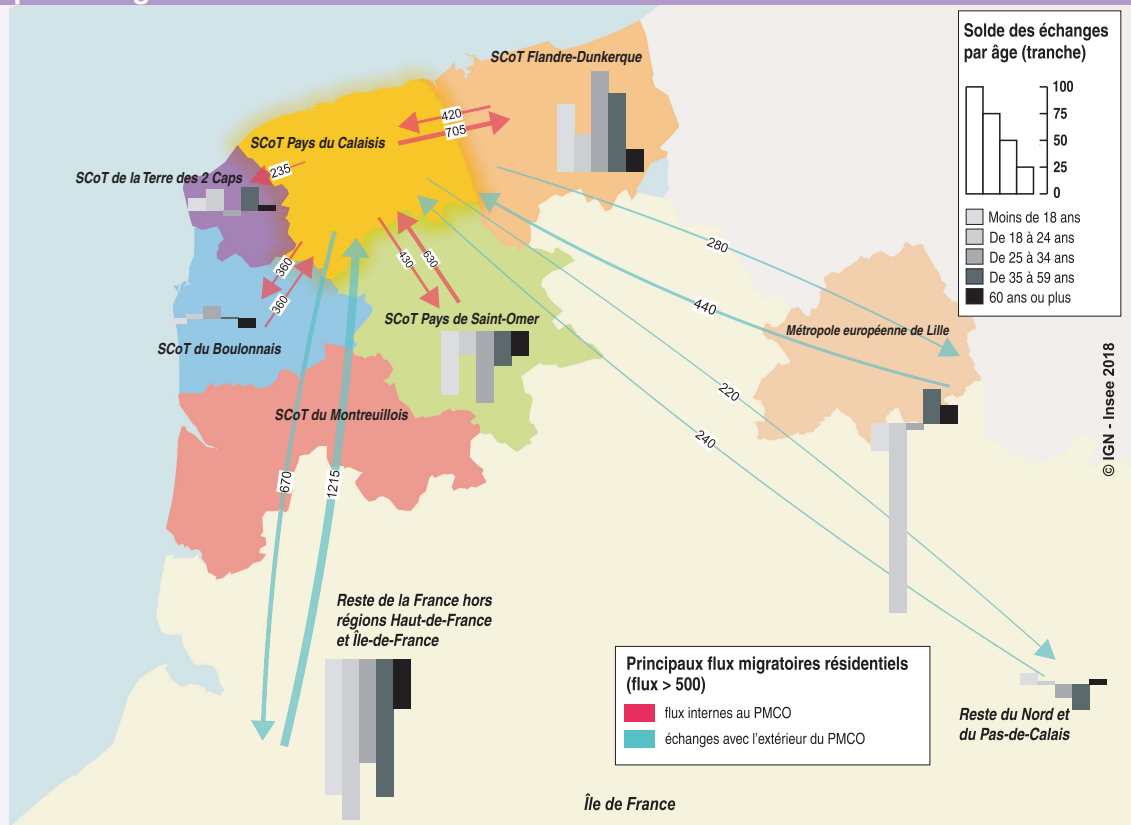 SCoT Flandre-Dunkerque
Solde des échanges
par âge (tranche)
100
75
50
25
0
Moins de 18 ans
De 18 à 24 ans
De 25 à 34 ans
De 35 à 59 ans
60 ans ou plus
420
705
SCoT Pays du Calaisis
235
SCoT de la Terre des 2 Caps
280
360
430
630
360
440
SCoT Pays de Saint-Omer
Métropole européenne de Lille
SCoT du Boulonnais
220
SCoT du Montreuillois
240
670
1215
© IGN - Insee 2018
Reste de la France hors
régions Haut-de-France
et Île-de-France
Principaux flux migratoires résidentiels
(flux > 500)
flux internes au PMCO
échanges avec l'extérieur du PMCO
Reste du Nord et
du Pas-de-Calais
Île de France